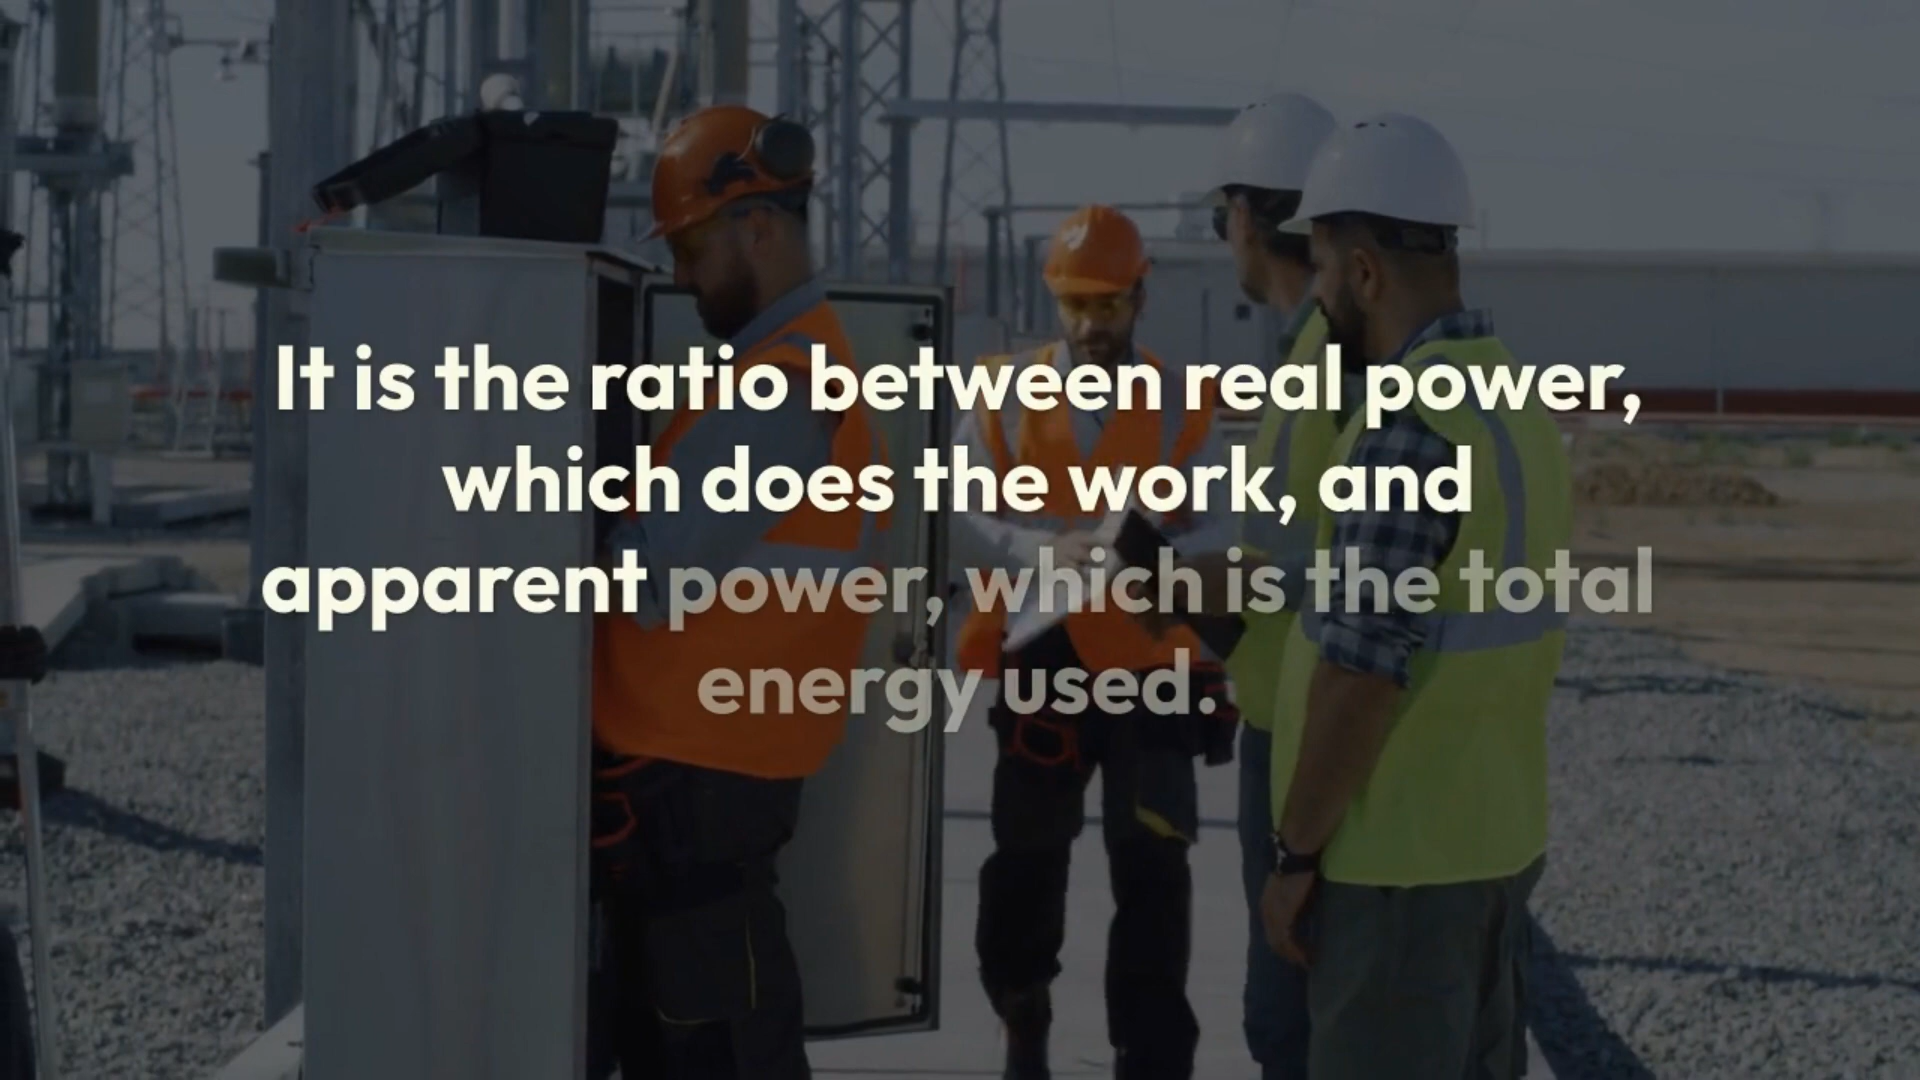 It is the ratio between real power,
which does the work, and
apparent power, which is the total
energy used.